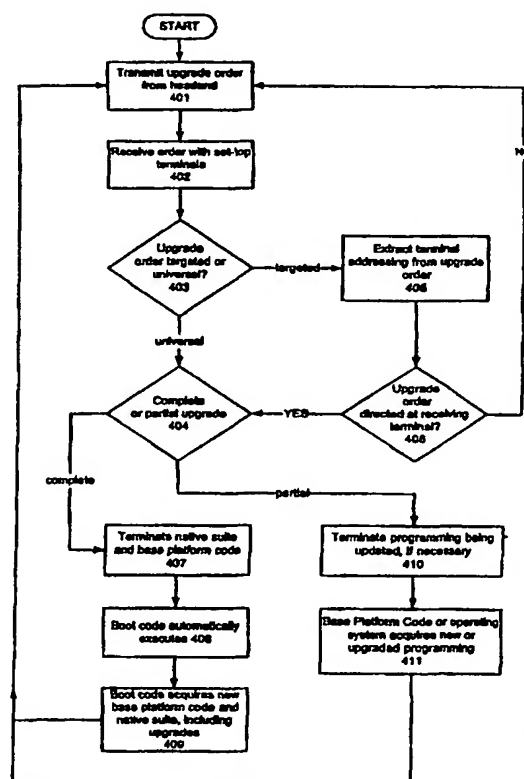 START
Transmit upgrade order
from headend
401
Receive order with set-top
terminals
402
Upgrade
order targeted or
universal?
403
targeted
Extract terminal
addressing from upgrade
order
universal
Complete
or partial upgrade
404
YES
Upgrade
order
directed at receiving
terminal?
complete
partial
Terminate native suite
and base platform code
407
Terminate programming being
updated, if necessary
410
Boot code automatically
executes 408
Base Platform Code or operating
system acquires new or
upgraded programming
411
Boot code acquires new
base platform code and
native suite, including
upgrades
409